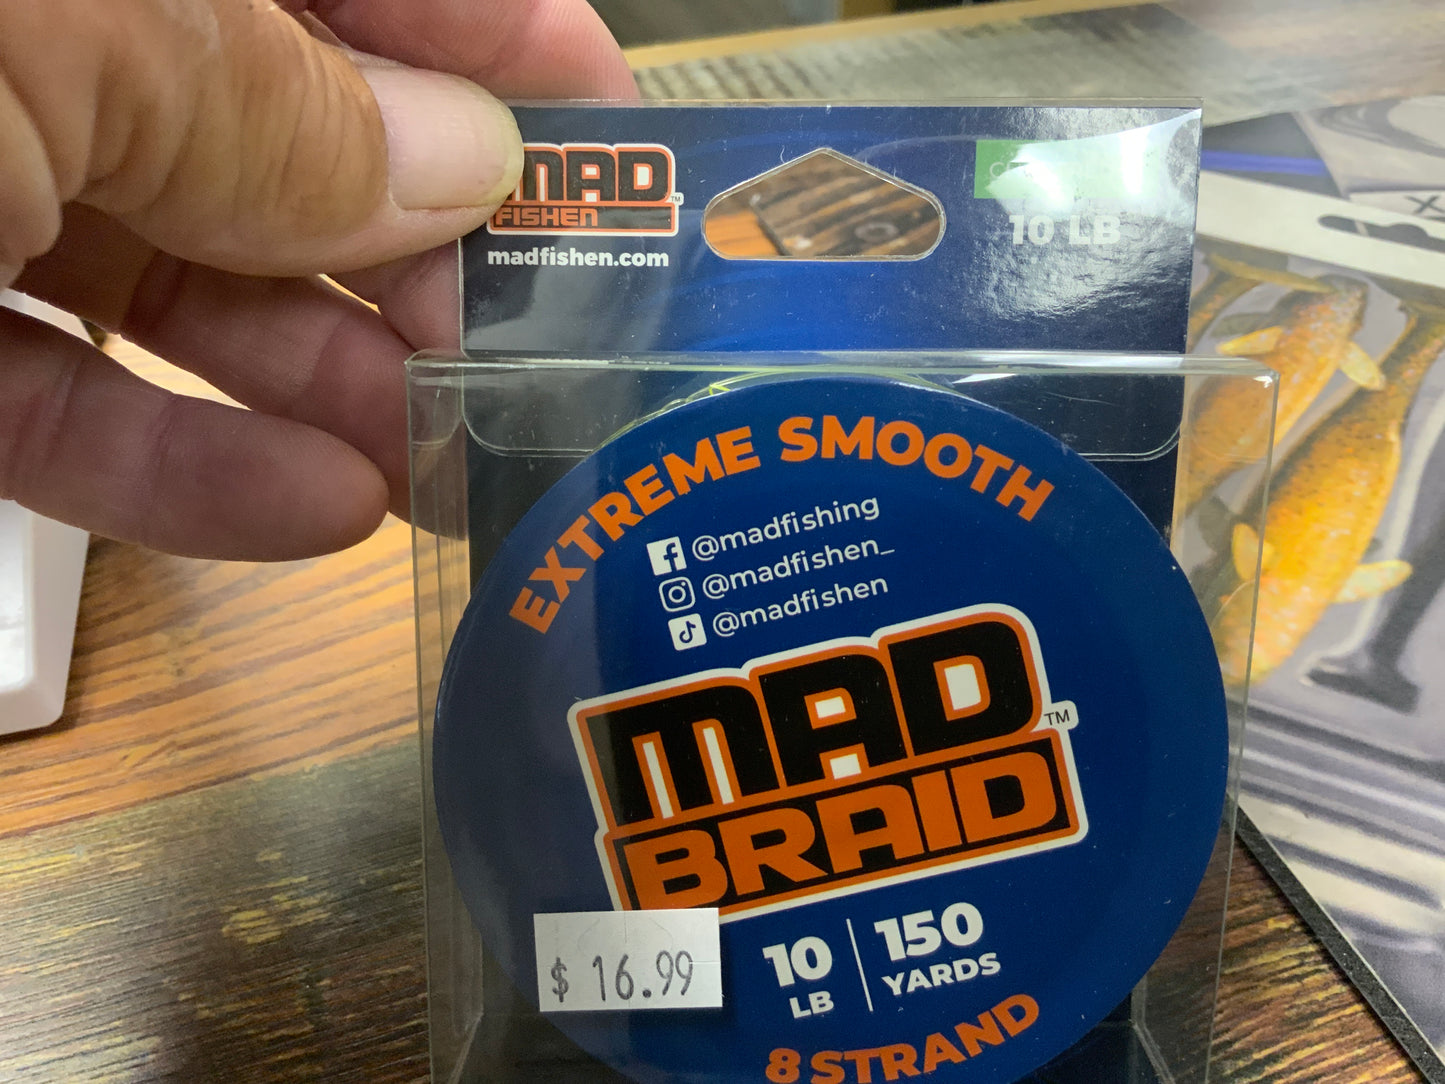 MAD
FISHEN
madfishen.com
10 LB
EXTREME SMOOTH
@madfishing
@madfishen_
@madfishen
MAD
TM
BRAID
$ 16.99
10
LB
150
YARDS
8 STRAND